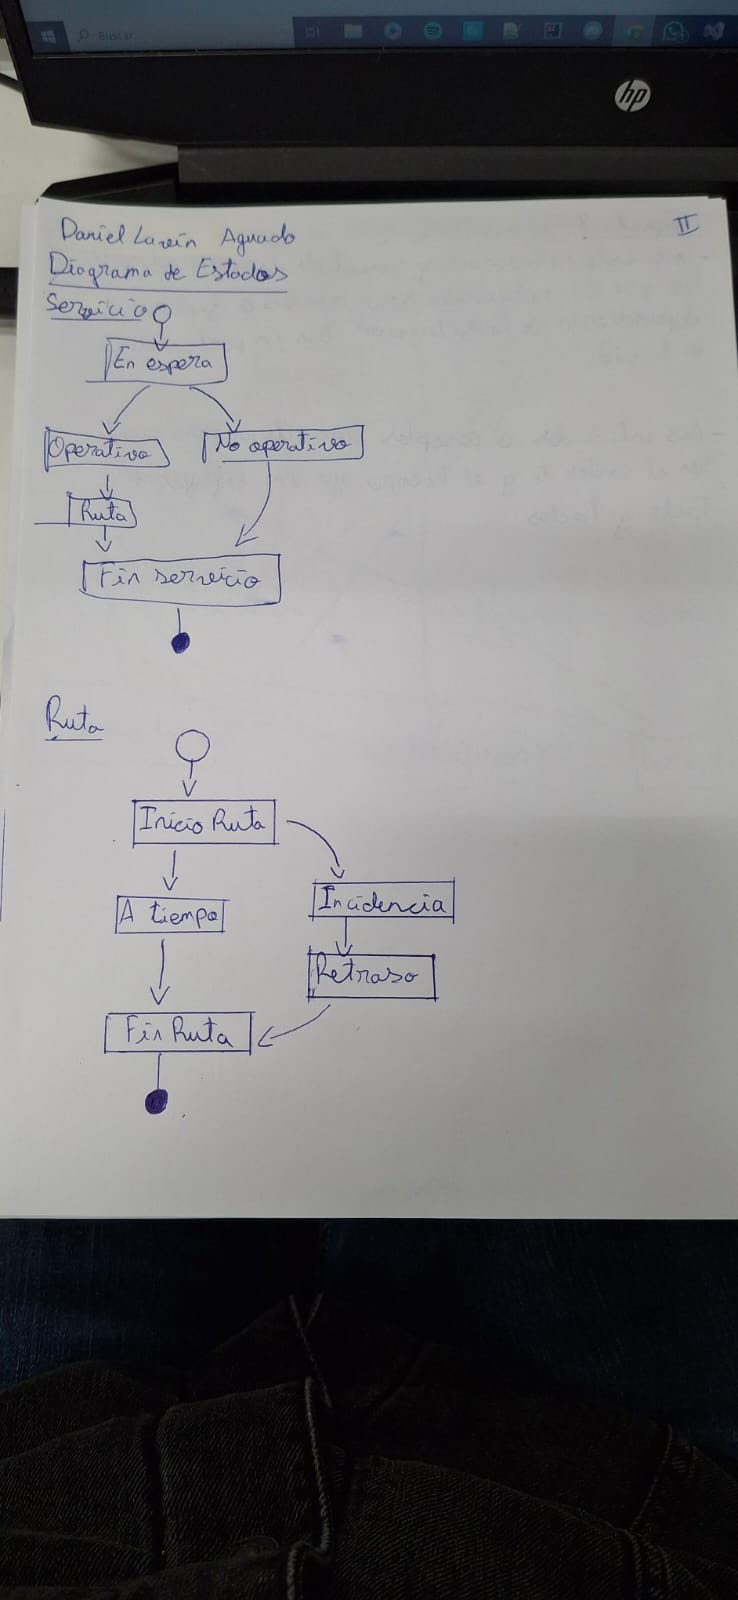 Buscar
hp
Daniel Lavín Aguado
II
Diagrama de Estados
Servicio
En espera
Operativo
No operativo
Ruta
Fin servicio
Ruta
Inicio Ruta
A tiempo
Incidencia
Retraso
Fin Ruta